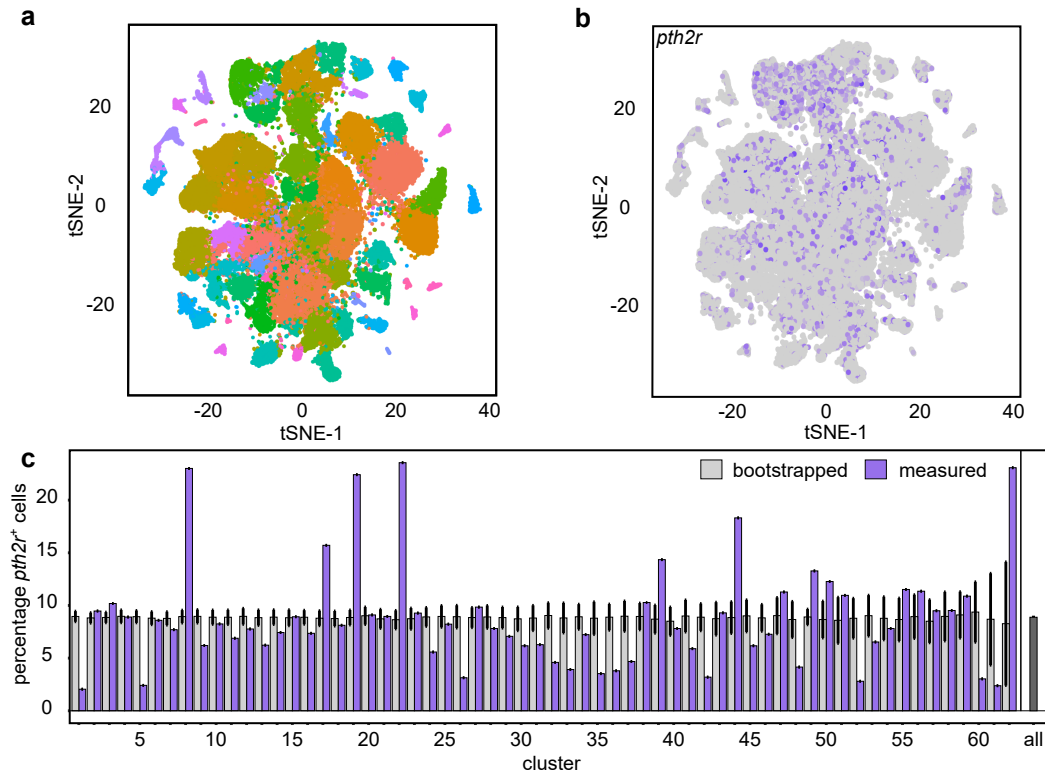 a
b
pth2r
20
0
-20
tSNE-2
-20 0 20 40
tSNE-1
20
0
-20
tSNE-2
-20 0 20 40
tSNE-1
c
bootstrapped measured
percentage pth2r⁺ cells
20
15
10
5
0
5 10 15 20 25 30 35 40 45 50 55 60 all
cluster